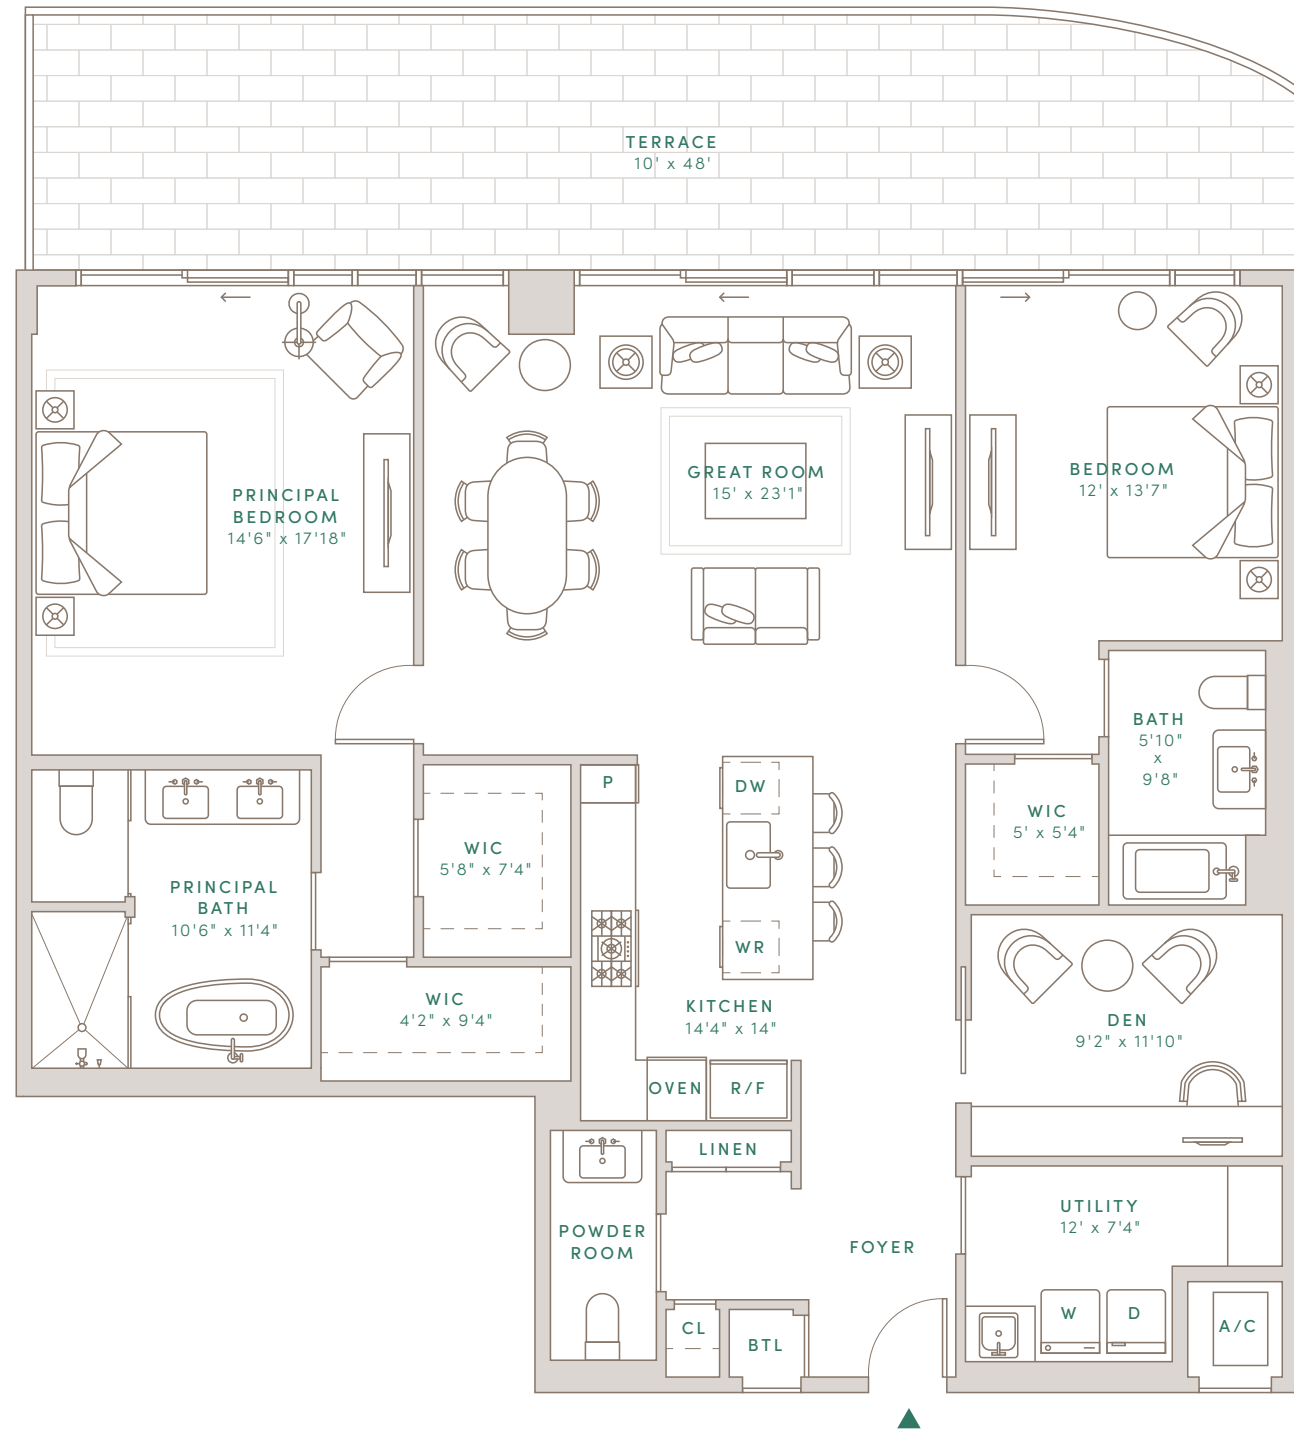 TERRACE
10' x 48'
GREAT ROOM
15' x 23'1"
BEDROOM
12' x 13'7"
PRINCIPAL
BEDROOM
14'6" x 17'18"
BATH
5'10"
x
9'8"
P
DW
WIC
5' x 5'4"
WIC
5'8" x 7'4"
PRINCIPAL
BATH
10'6" x 11'4"
WR
WIC
4'2" x 9'4"
KITCHEN
14'4" x 14"
DEN
9'2" x 11'10"
OVEN
R/F
LINEN
UTILITY
12' x 7'4"
POWDER
ROOM
FOYER
W
D
CL
BTL
A/C